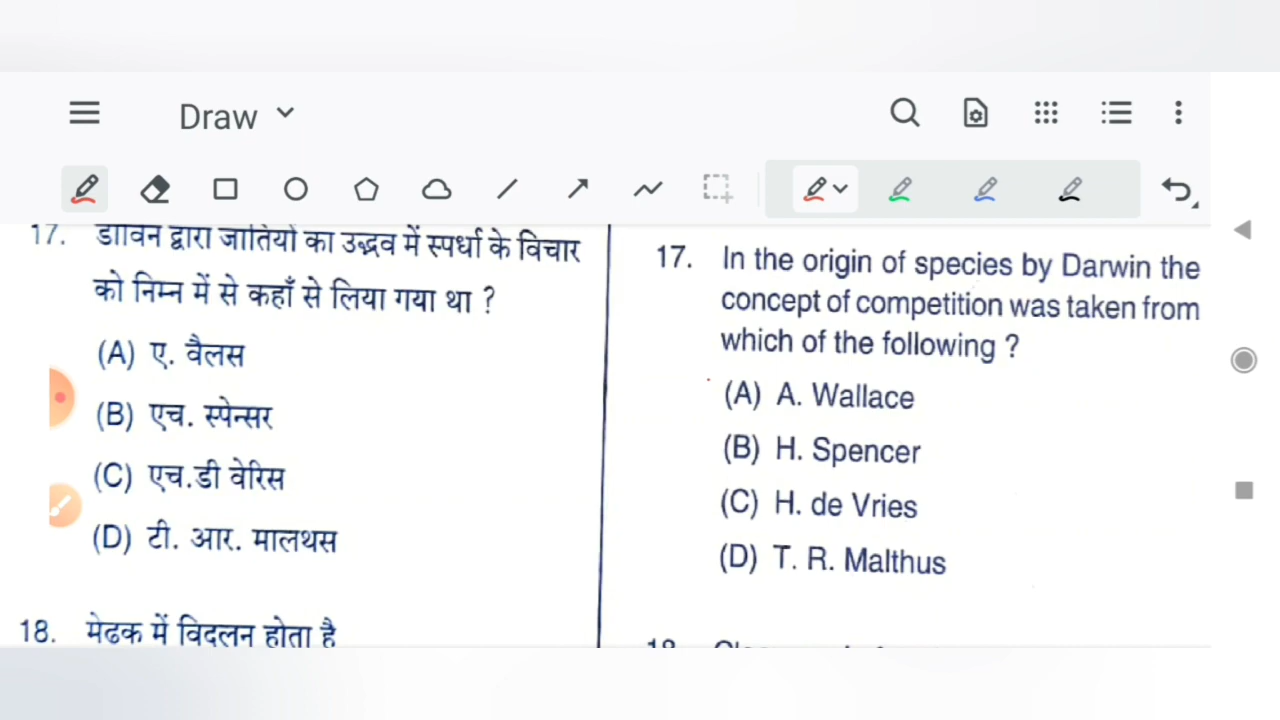 Draw
17. डार्विन द्वारा जातियों का उद्भव में स्पर्धा के विचार
को निम्न में से कहाँ से लिया गया था ?
(A) ए. वैलस
(B) एच. स्पेन्सर
(C) एच.डी वेरिस
(D) टी. आर. मालथस
18. मेढक में विदलन होता है
17. In the origin of species by Darwin the
concept of competition was taken from
which of the following ?
(A) A. Wallace
(B) H. Spencer
(C) H. de Vries
(D) T. R. Malthus